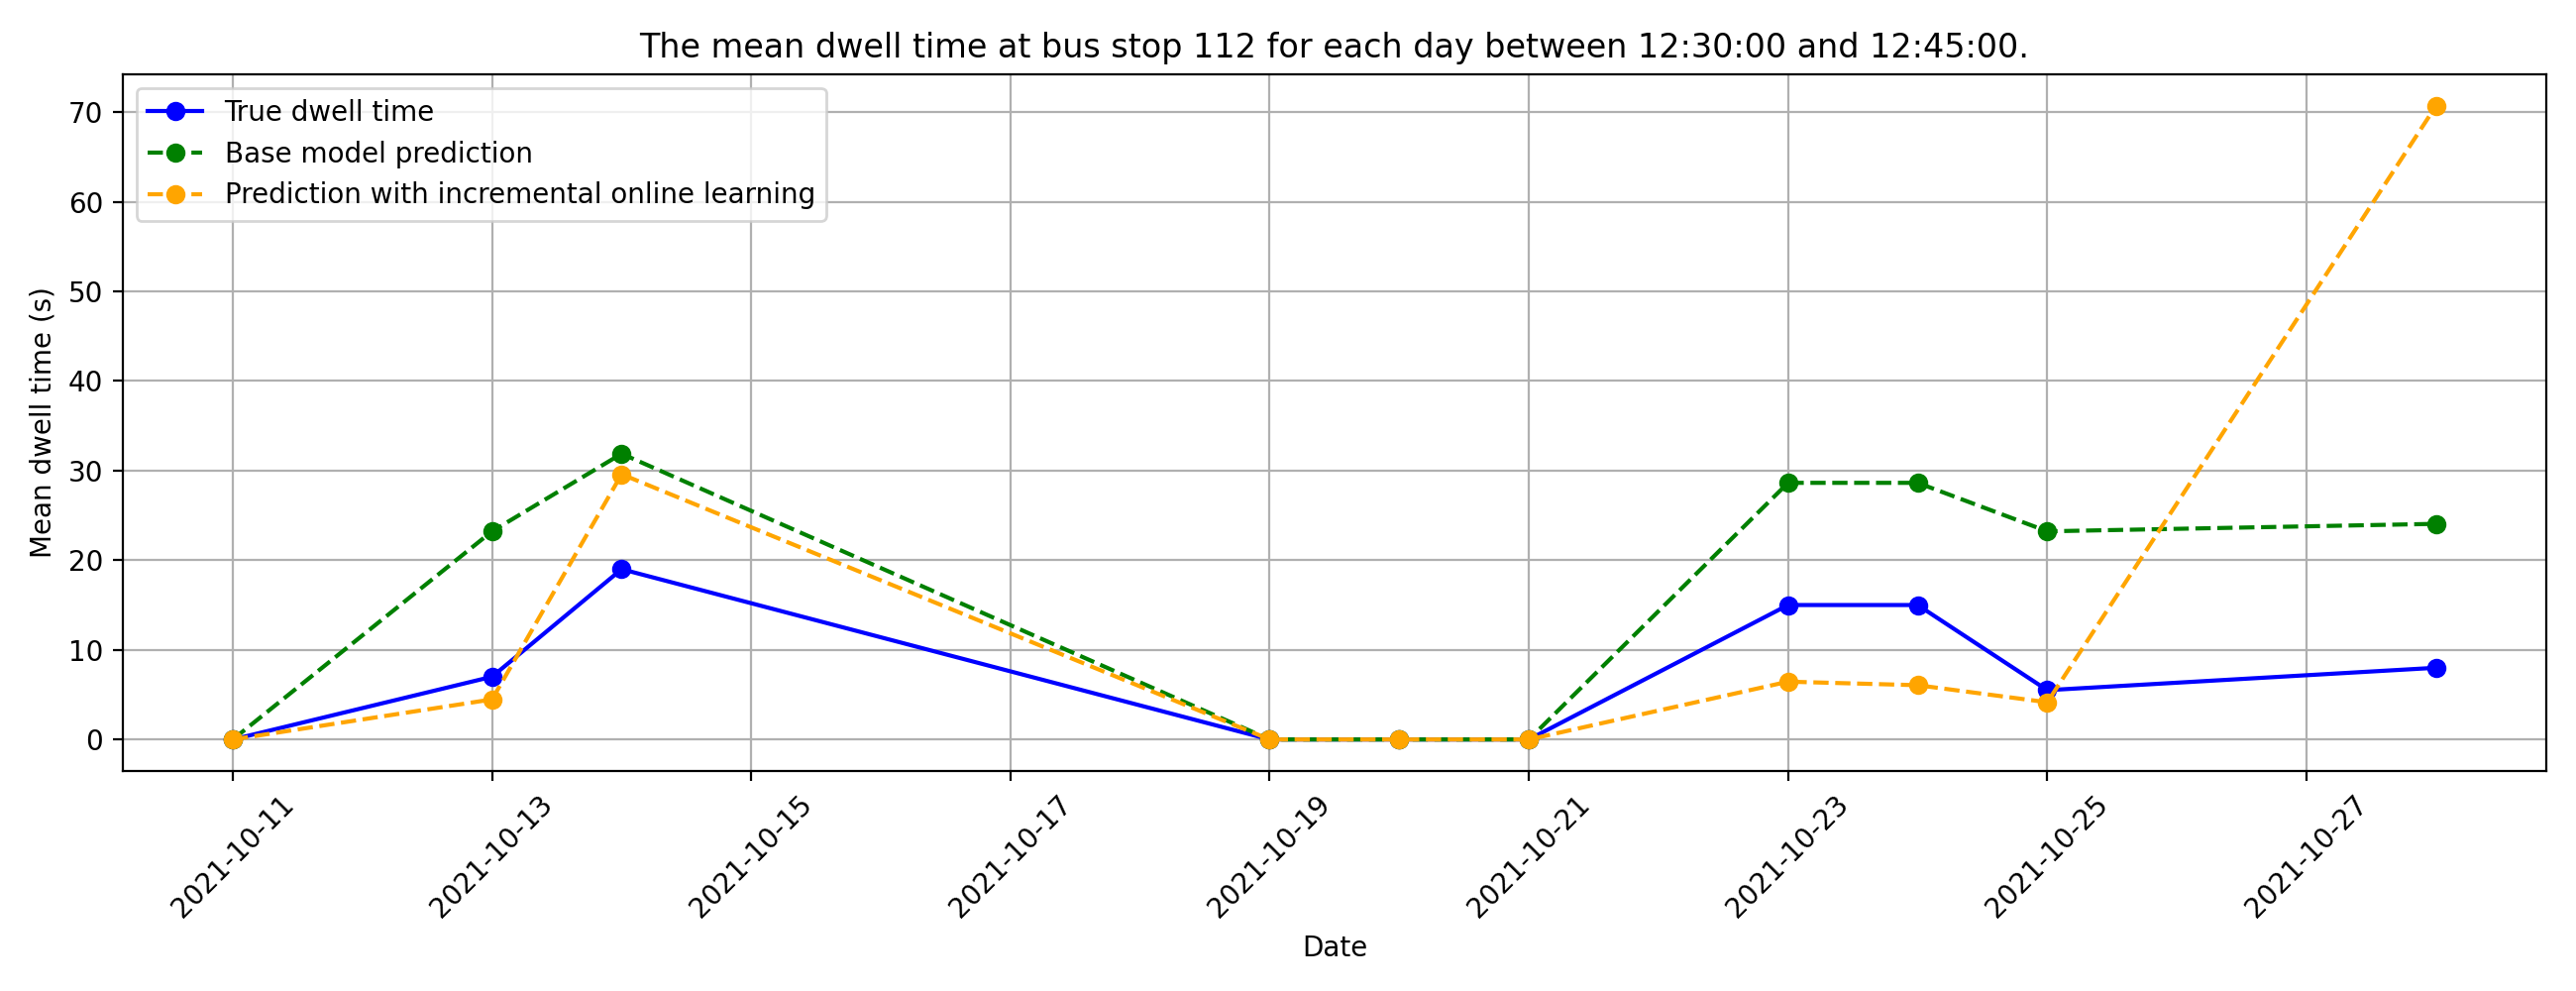 The mean dwell time at bus stop 112 for each day between 12:30:00 and 12:45:00.
True dwell time
Base model prediction
Prediction with incremental online learning
Mean dwell time (s)
70
60
50
40
30
20
10
0
2021-10-11
2021-10-13
2021-10-15
2021-10-17
2021-10-19
2021-10-21
2021-10-23
2021-10-25
2021-10-27
Date